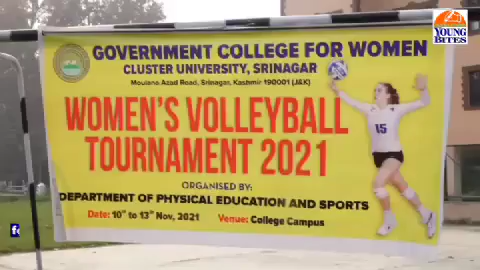 YOUNG
BITES
GOVERNMENT COLLEGE FOR WOMEN
CLUSTER UNIVERSITY, SRINAGAR
Moulana Azad Road, Srinagar, Kashmir 190001 (J&K)
WOMEN'S VOLLEYBALL
TOURNAMENT 2021
ORGANISED BY:
DEPARTMENT OF PHYSICAL EDUCATION AND SPORTS
Date: 10th to 13th Nov, 2021 Venue: College Campus
15